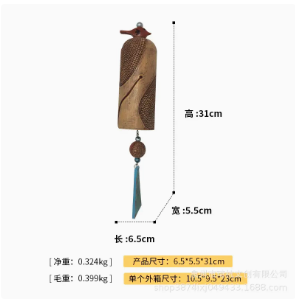 高 :31cm
宽 :5.5cm
长 :6.5cm
[ 净重：0.324kg ] 产品尺寸：6.5*5.5*31cm
[ 毛重：0.399kg ] 单个外箱尺寸：10.5*9.5*23cm